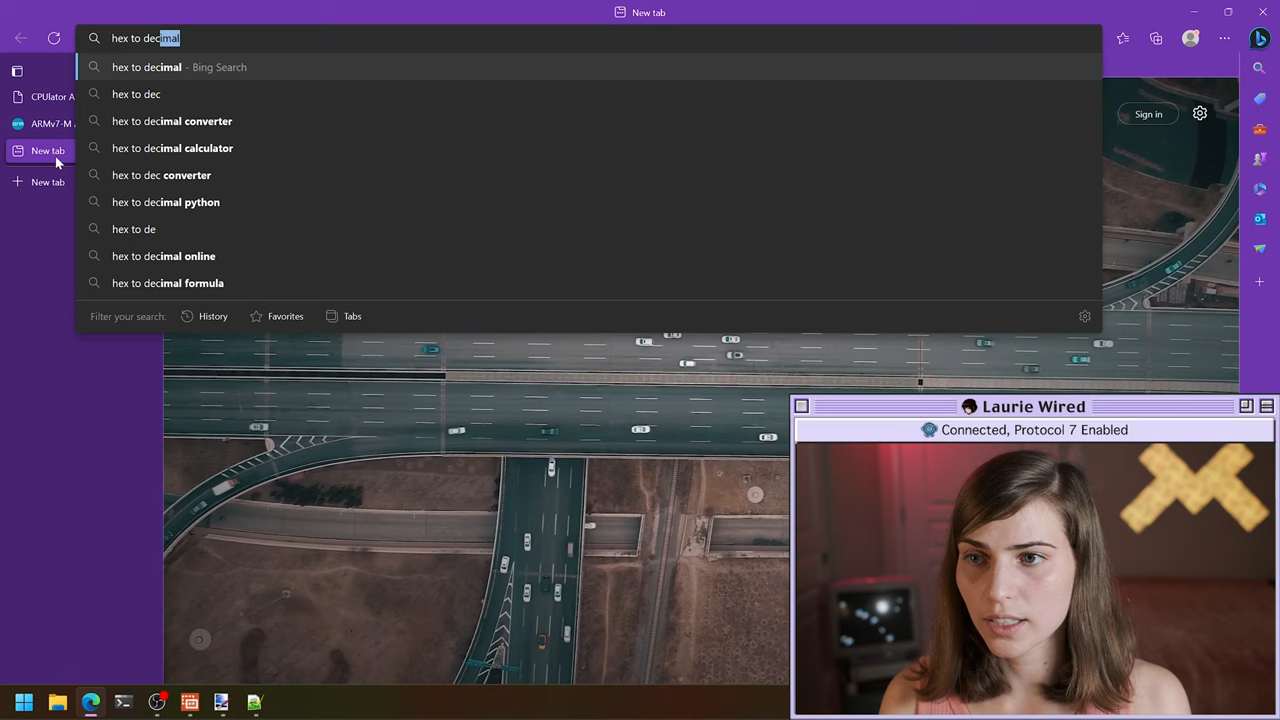 New tab
hex to decimal
hex to decimal - Bing Search
hex to dec
hex to decimal converter
hex to decimal calculator
hex to dec converter
hex to decimal python
hex to de
hex to decimal online
hex to decimal formula
Filter your search:
History
Favorites
Tabs
CPUlator A
ARMv7-M A
New tab
New tab
Sign in
Laurie Wired
Connected, Protocol 7 Enabled